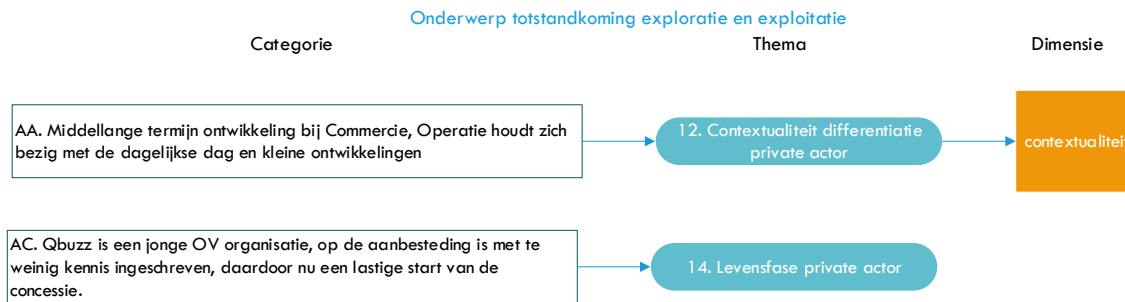 Onderwerp totstandkoming exploratie en exploitatie
Categorie
Thema
Dimensie
AA. Middellange termijn ontwikkeling bij Commercie, Operatie houdt zich
bezig met de dagelijkse dag en kleine ontwikkelingen
12. Contextualiteit differentiatie
private actor
contextualiteit
AC. Qbuzz is een jonge OV organisatie, op de aanbesteding is met te
weinig kennis ingeschreven, daardoor nu een lastige start van de
concessie.
14. Levensfase private actor